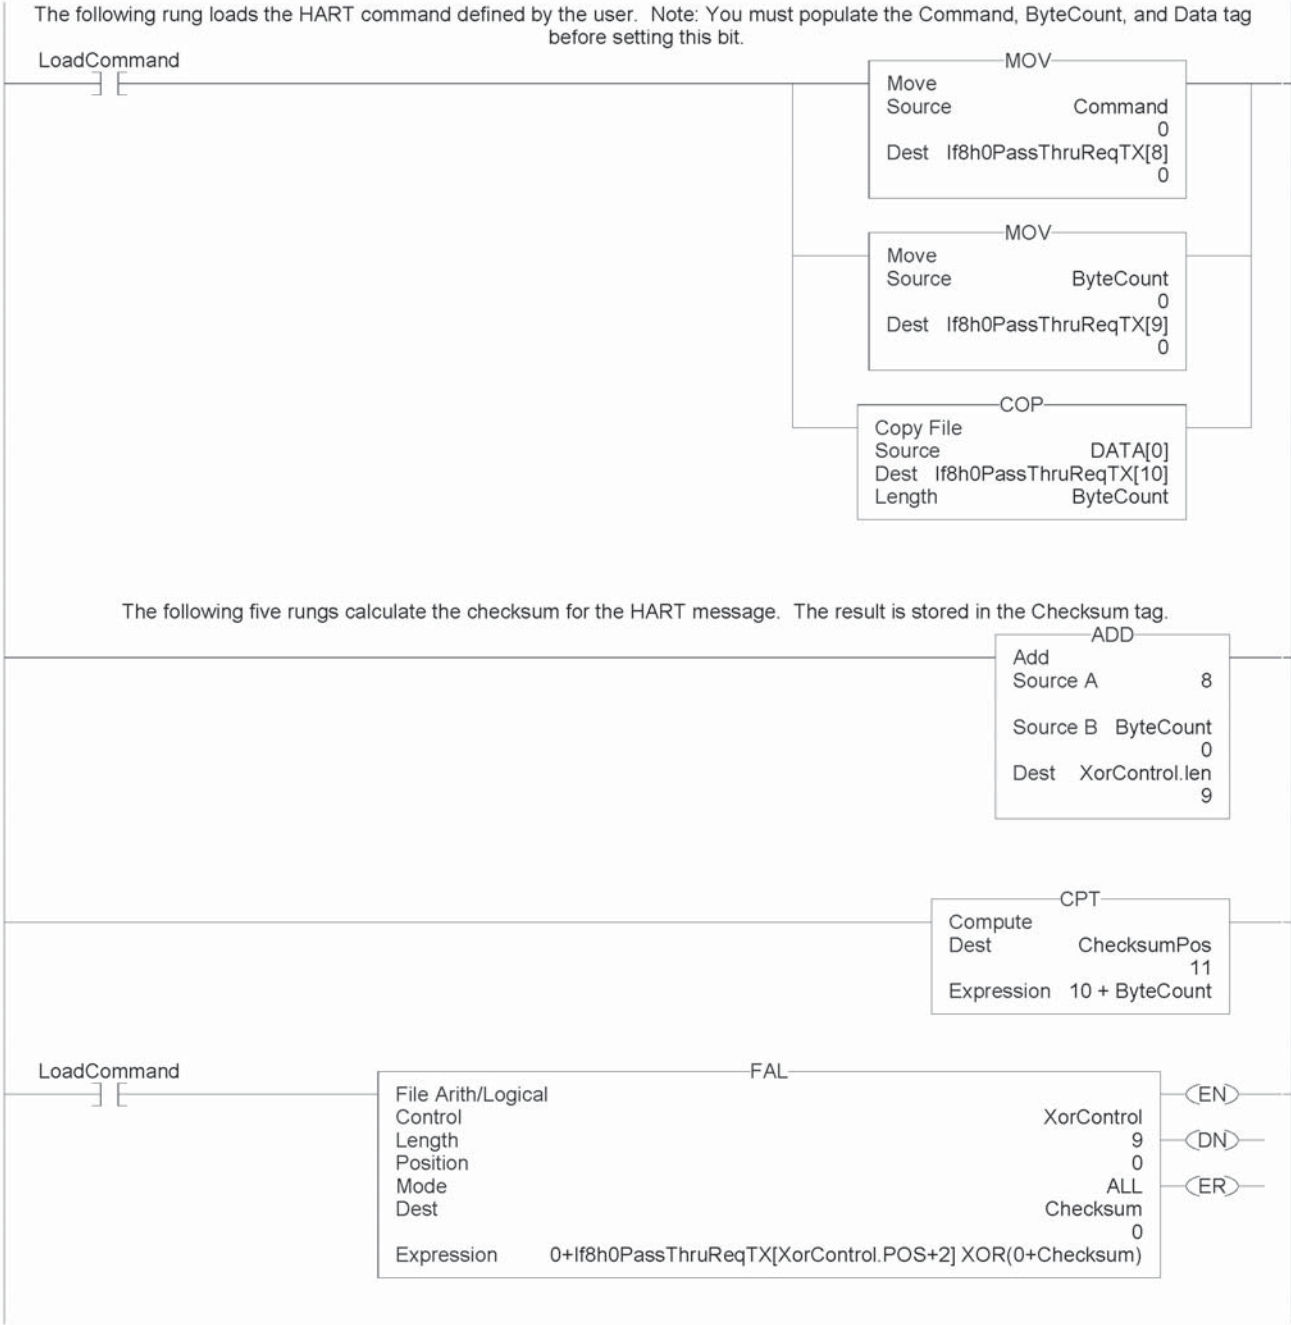 The following rung loads the HART command defined by the user.  Note: You must populate the Command, ByteCount, and Data tag
before setting this bit.
LoadCommand
MOV
Move
Source Command
0
Dest If8h0PassThruReqTX[8]
0
MOV
Move
Source ByteCount
0
Dest If8h0PassThruReqTX[9]
0
COP
Copy File
Source DATA[0]
Dest If8h0PassThruReqTX[10]
Length ByteCount
The following five rungs calculate the checksum for the HART message.  The result is stored in the Checksum tag.
ADD
Add
Source A 8
Source B ByteCount
0
Dest XorControl.len
9
CPT
Compute
Dest ChecksumPos
11
Expression 10 + ByteCount
LoadCommand
FAL
File Arith/Logical EN
Control XorControl
Length 9 DN
Position 0
Mode ALL ER
Dest Checksum
0
Expression 0+If8h0PassThruReqTX[XorControl.POS+2] XOR(0+Checksum)